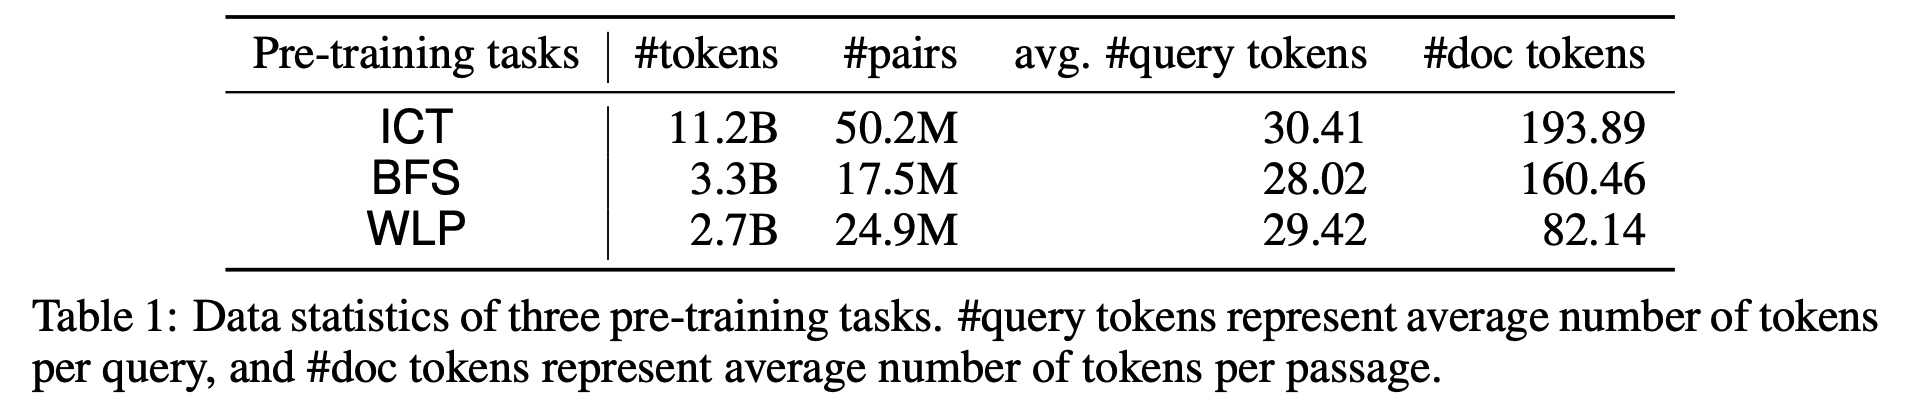 Pre-training tasks #tokens #pairs avg. #query tokens #doc tokens
ICT 11.2B 50.2M 30.41 193.89
BFS 3.3B 17.5M 28.02 160.46
WLP 2.7B 24.9M 29.42 82.14
Table 1: Data statistics of three pre-training tasks. #query tokens represent average number of tokens
per query, and #doc tokens represent average number of tokens per passage.